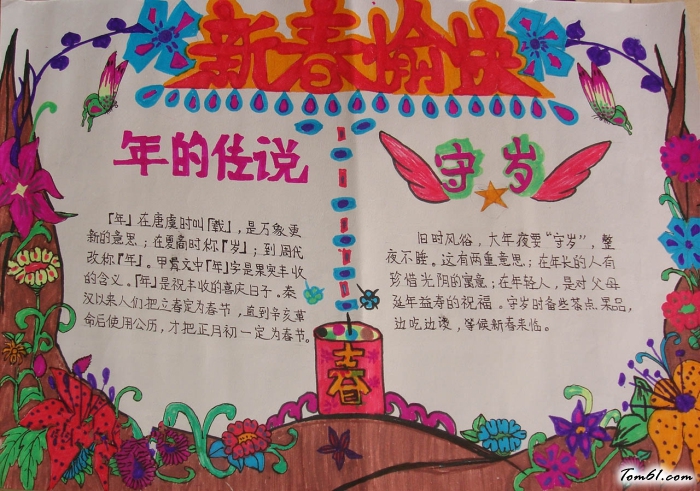 新春愉快
年的传说
「年」在唐虞时叫「载」,是万象更
新的意思;在夏商时称「岁」;到周代
改称「年」。甲骨文中「年」字是果实丰收
的含义。「年」是祝丰收的喜庆日子。秦
汉以来人们把立春定为春节,直到辛亥革
命后使用公历,才把正月初一定为春节。
守岁
旧时风俗,大年夜要“守岁”,整
夜不睡。这有两重意思:在年长的人有
珍惜光阴的寓意;在年轻人,是对父母
延年益寿的祝福。守岁时备些茶点.果品,
边吃边谈,等候新春来临。
春
Tom61.com